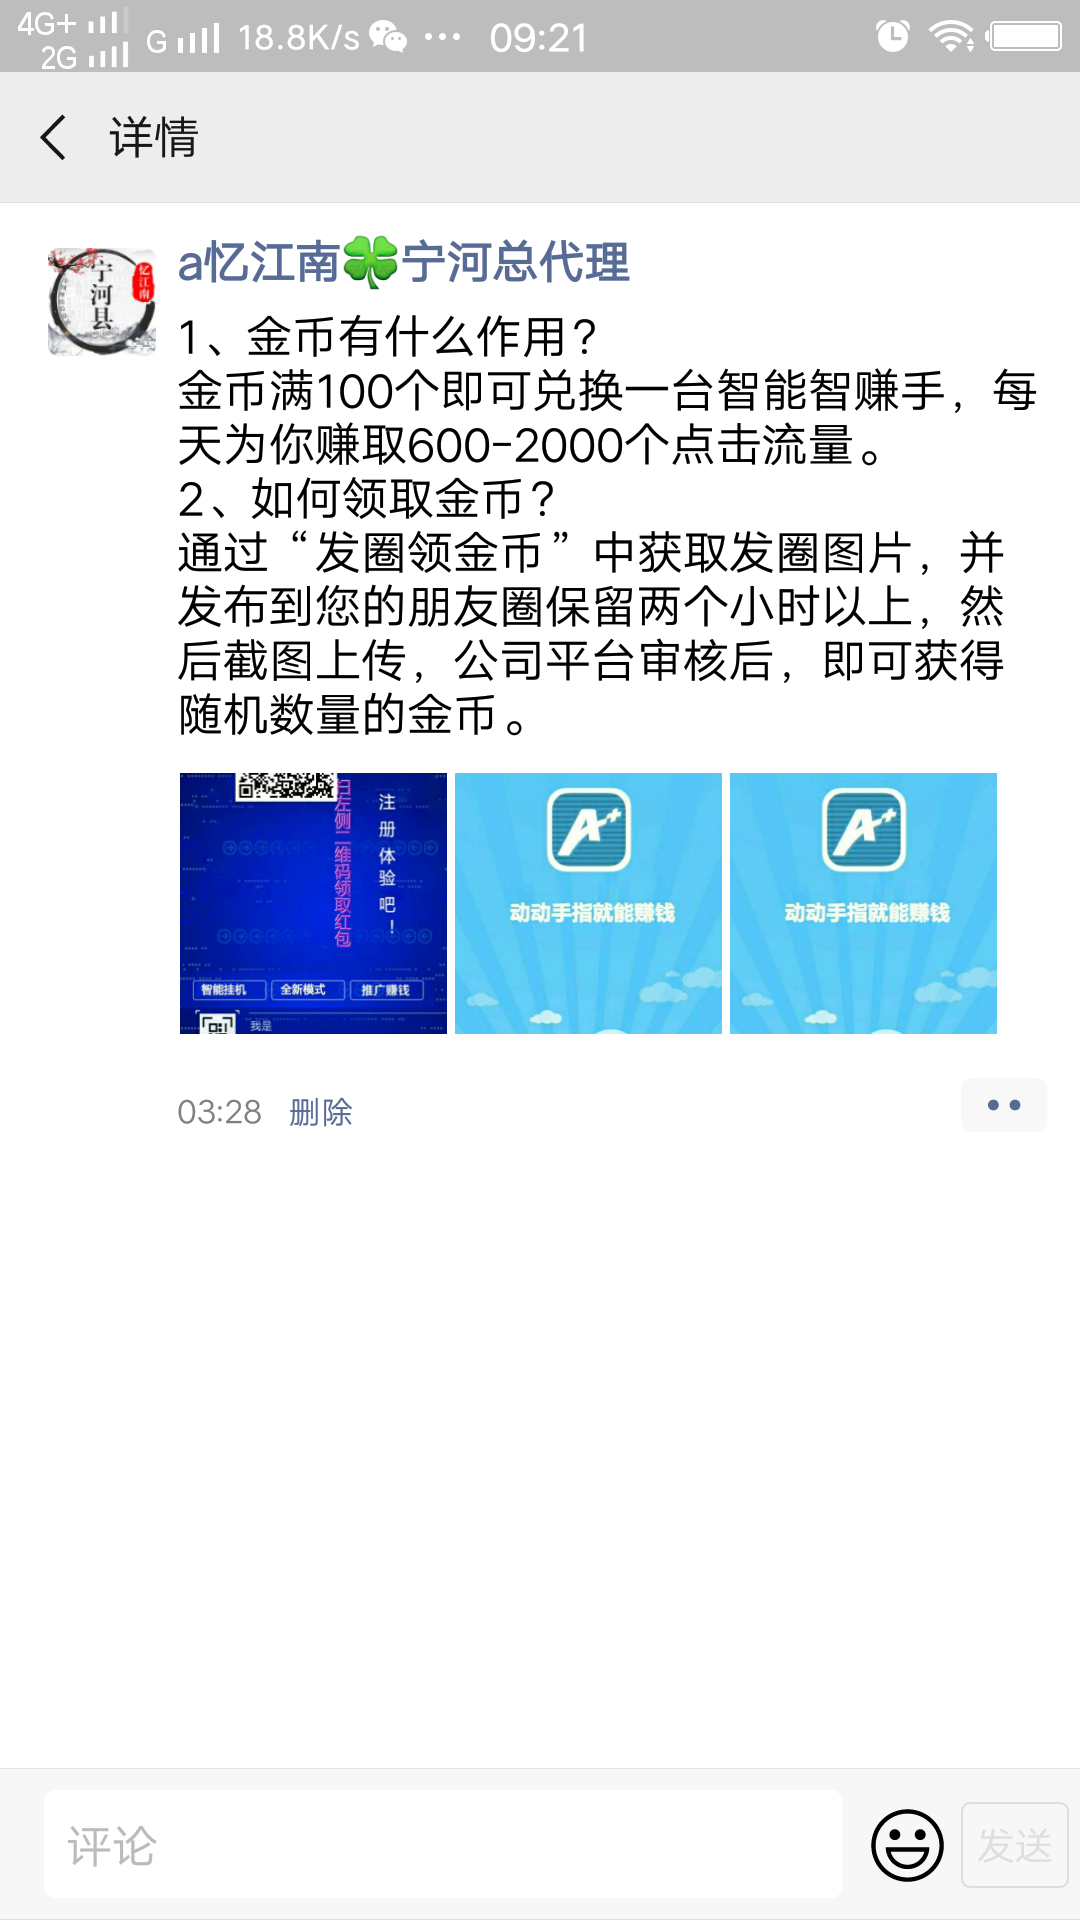 4G+ 2G G 18.8K/s 09:21
详情
宁河县
忆江南
a忆江南🍀宁河总代理
1、金币有什么作用？
金币满100个即可兑换一台智能智赚手，每
天为你赚取600-2000个点击流量。
2、如何领取金币？
通过“发圈领金币”中获取发圈图片，并
发布到您的朋友圈保留两个小时以上，然
后截图上传，公司平台审核后，即可获得
随机数量的金币。
扫左侧二维码领取红包
注册体验吧！
智能挂机 全新模式 推广赚钱
我是
A+
动动手指就能赚钱
A+
动动手指就能赚钱
03:28 删除
评论
发送